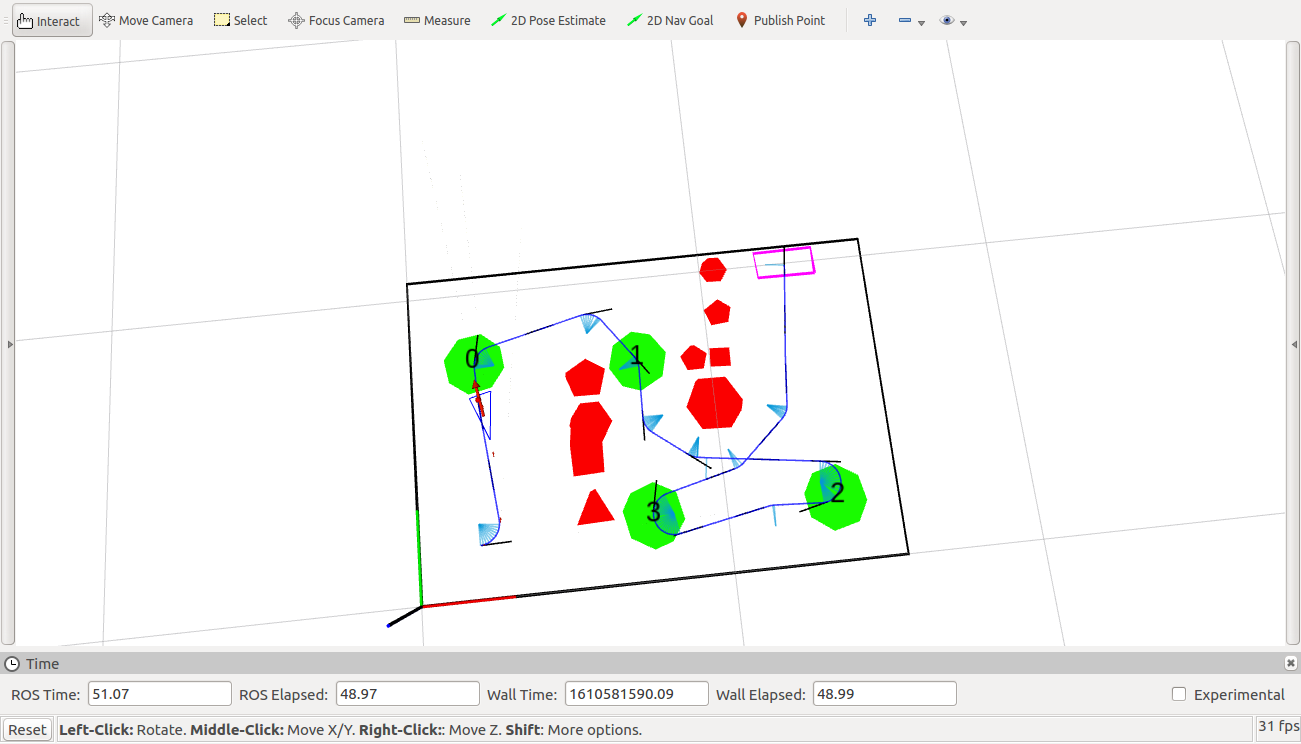 Interact Move Camera Select Focus Camera Measure 2D Pose Estimate 2D Nav Goal Publish Point
0
1
2
3
Time
ROS Time: 51.07 ROS Elapsed: 48.97 Wall Time: 1610581590.09 Wall Elapsed: 48.99 Experimental
Reset Left-Click: Rotate. Middle-Click: Move X/Y. Right-Click:: Move Z. Shift: More options. 31 fps